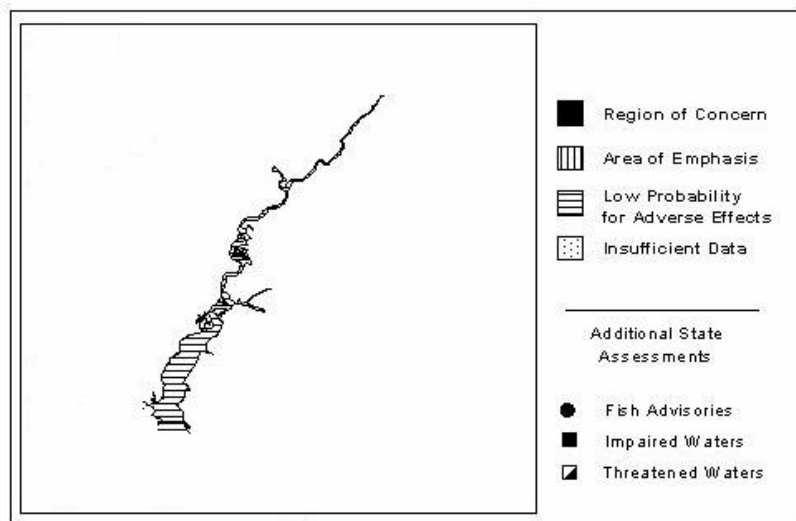 Region of Concern
Area of Emphasis
Low Probability
for Adverse Effects
Insufficient Data
Additional State
Assessments
Fish Advisories
Impaired Waters
Threatened Waters